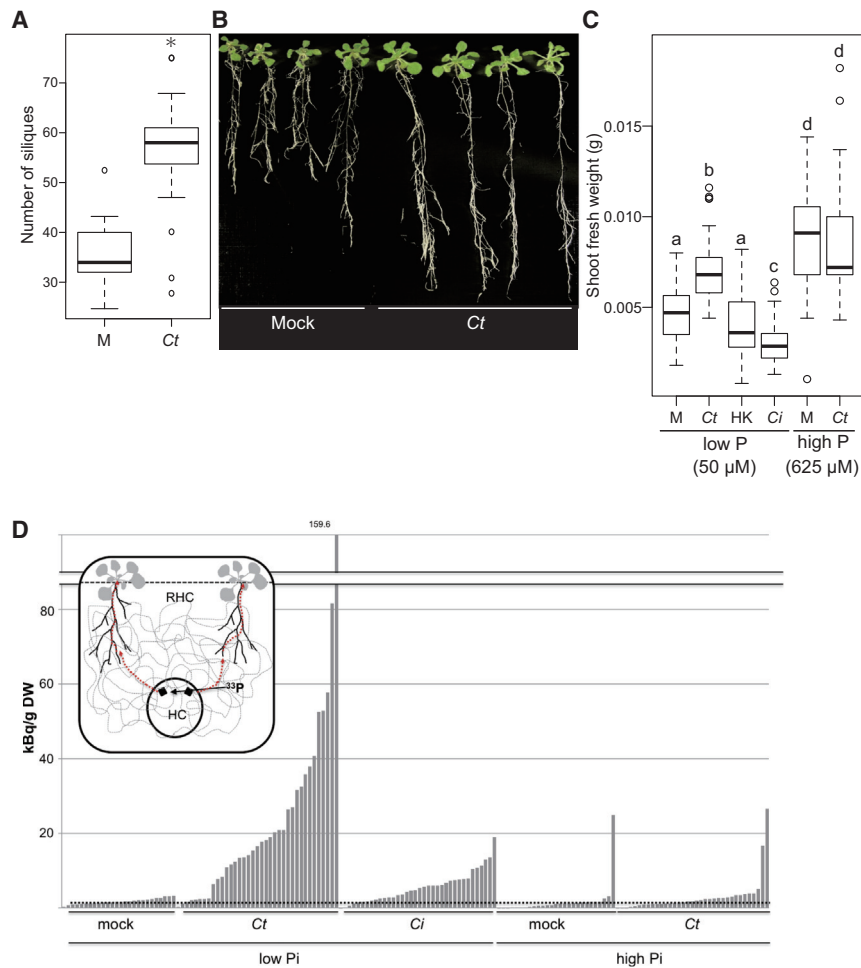 A
Number of siliques
70
60
50
40
30
*
M
Ct
B
Mock
Ct
C
Shoot fresh weight (g)
0.015
0.010
0.005
a
b
a
c
d
d
M Ct HK Ci M Ct
low P high P
(50 µM) (625 µM)
D
kBq/g DW
80
60
40
20
159.6
RHC
33P
HC
mock Ct Ci mock Ct
low Pi high Pi